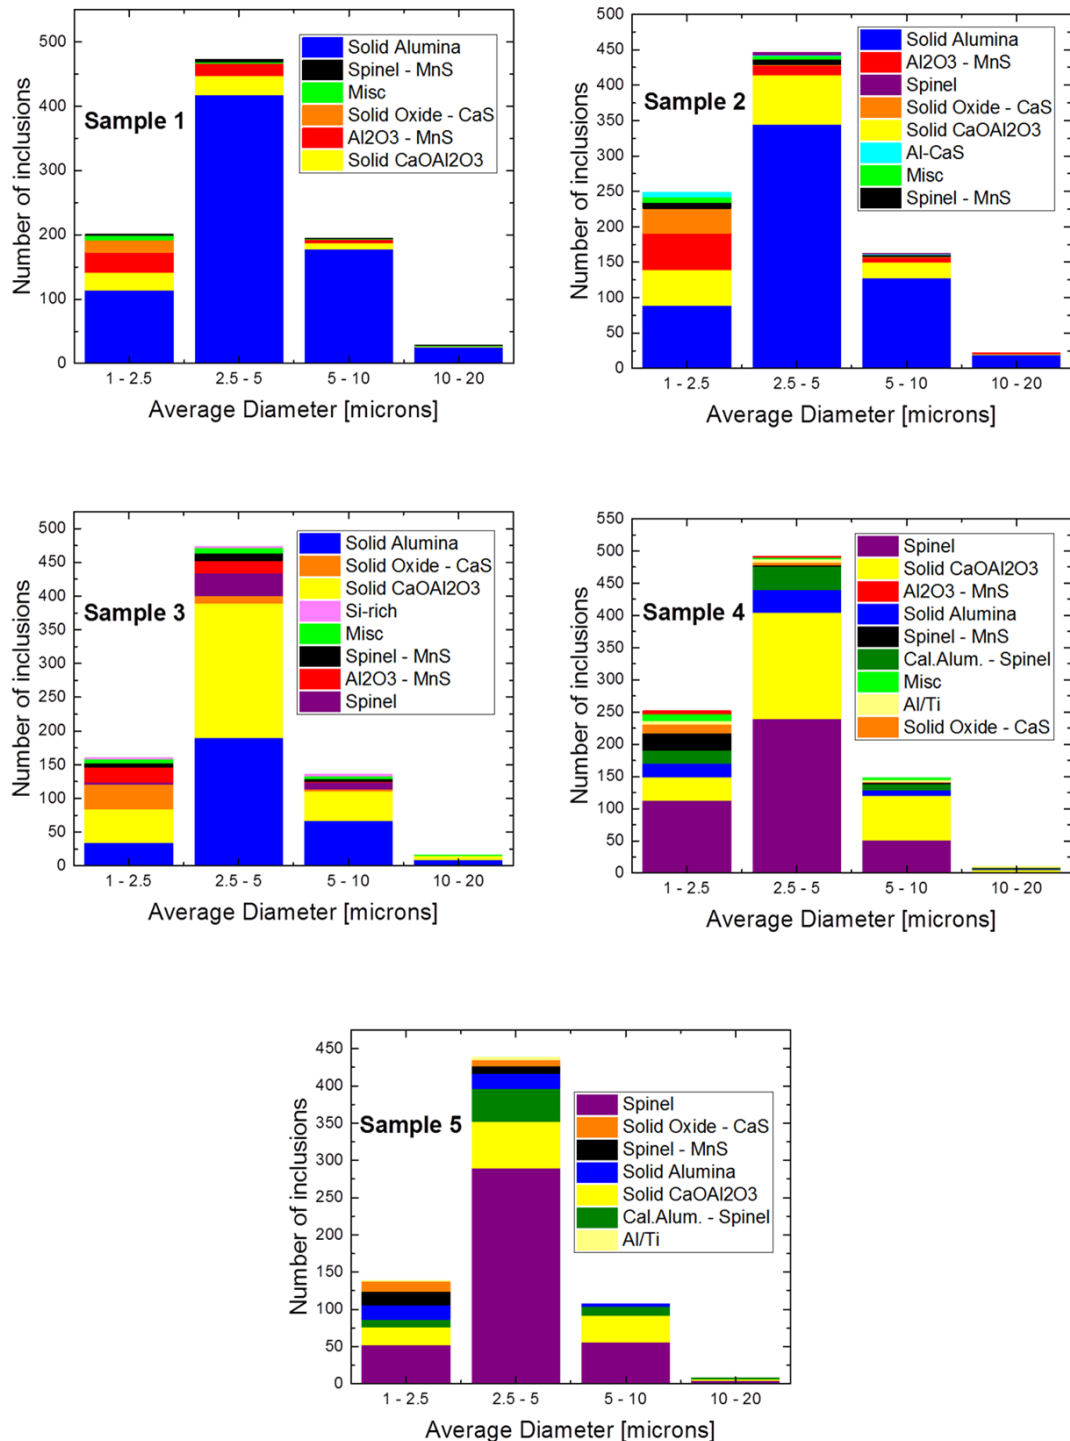 500
400
300
200
100
0
Number of inclusions
Sample 1
Solid Alumina
Spinel - MnS
Misc
Solid Oxide - CaS
Al2O3 - MnS
Solid CaOAl2O3
1 - 2.5 2.5 - 5 5 - 10 10 - 20
Average Diameter [microns]
500
450
400
350
300
250
200
150
100
50
0
Number of inclusions
Sample 2
Solid Alumina
Al2O3 - MnS
Spinel
Solid Oxide - CaS
Solid CaOAl2O3
Al-CaS
Misc
Spinel - MnS
1 - 2.5 2.5 - 5 5 - 10 10 - 20
Average Diameter [microns]
500
450
400
350
300
250
200
150
100
50
0
Number of inclusions
Sample 3
Solid Alumina
Solid Oxide - CaS
Solid CaOAl2O3
Si-rich
Misc
Spinel - MnS
Al2O3 - MnS
Spinel
1 - 2.5 2.5 - 5 5 - 10 10 - 20
Average Diameter [microns]
550
500
450
400
350
300
250
200
150
100
50
0
Number of inclusions
Sample 4
Spinel
Solid CaOAl2O3
Al2O3 - MnS
Solid Alumina
Spinel - MnS
Cal.Alum. - Spinel
Misc
Al/Ti
Solid Oxide - CaS
1 - 2.5 2.5 - 5 5 - 10 10 - 20
Average Diameter [microns]
450
400
350
300
250
200
150
100
50
0
Number of inclusions
Sample 5
Spinel
Solid Oxide - CaS
Spinel - MnS
Solid Alumina
Solid CaOAl2O3
Cal.Alum. - Spinel
Al/Ti
1 - 2.5 2.5 - 5 5 - 10 10 - 20
Average Diameter [microns]